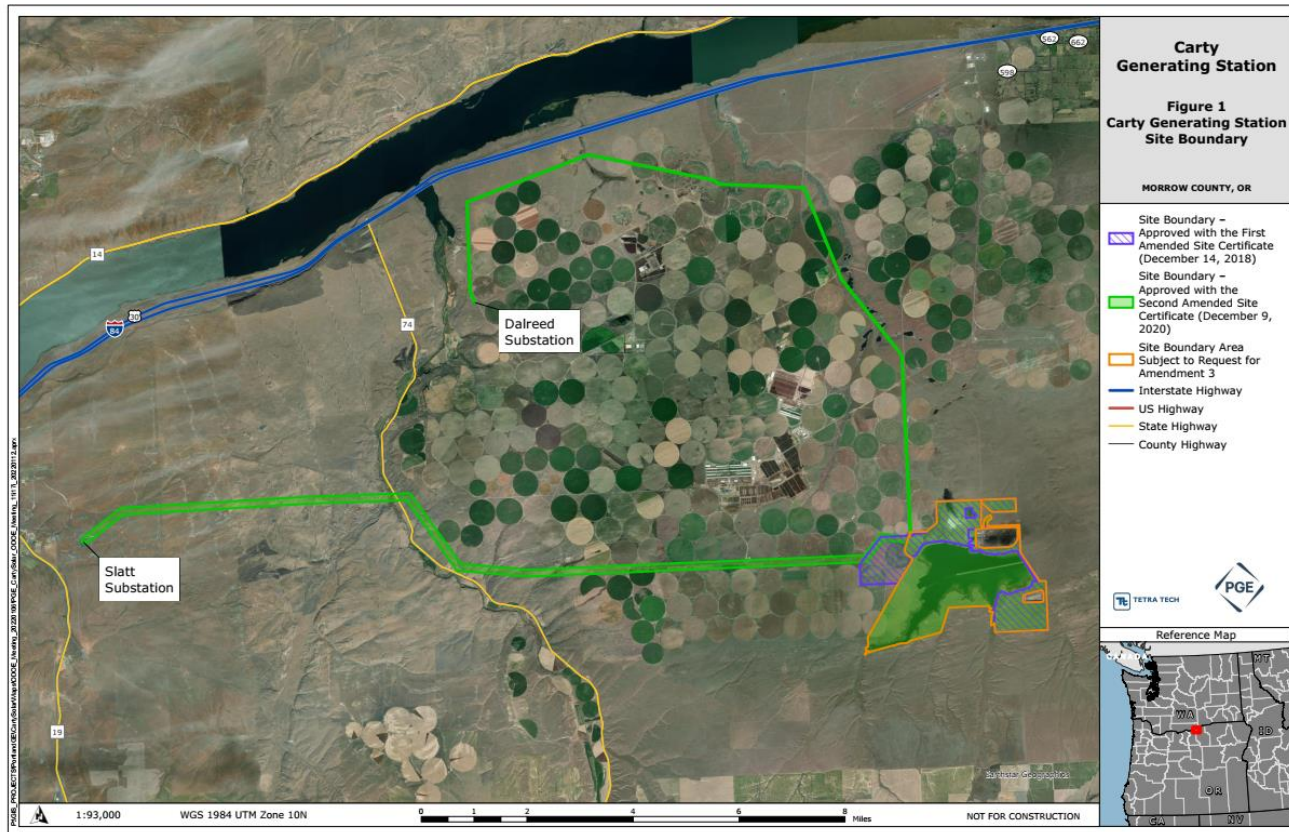 562
662
598
14
30
84
74
Dalreed
Substation
Slatt
Substation
19
Earthstar Geographics
Carty
Generating Station
Figure 1
Carty Generating Station
Site Boundary
MORROW COUNTY, OR
Site Boundary –
Approved with the First
Amended Site Certificate
(December 14, 2018)
Site Boundary –
Approved with the
Second Amended Site
Certificate (December 9,
2020)
Site Boundary Area
Subject to Request for
Amendment 3
Interstate Highway
US Highway
State Highway
County Highway
Tt TETRA TECH
PGE
Reference Map
CANADA
MT
WA
ID
OR
CA
NV
N
1:93,000
WGS 1984 UTM Zone 10N
0 2 4 6 8
Miles
NOT FOR CONSTRUCTION